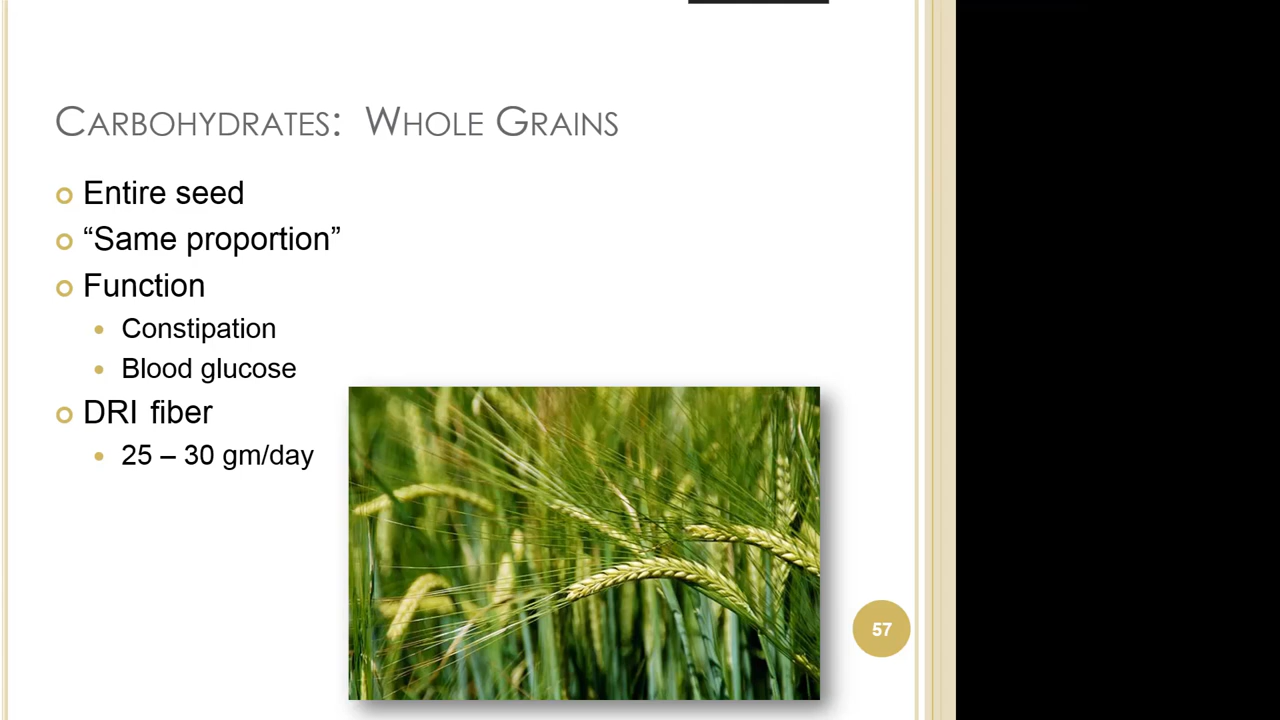 Carbohydrates: Whole Grains
Entire seed
“Same proportion”
Function
Constipation
Blood glucose
DRI fiber
25 – 30 gm/day
57